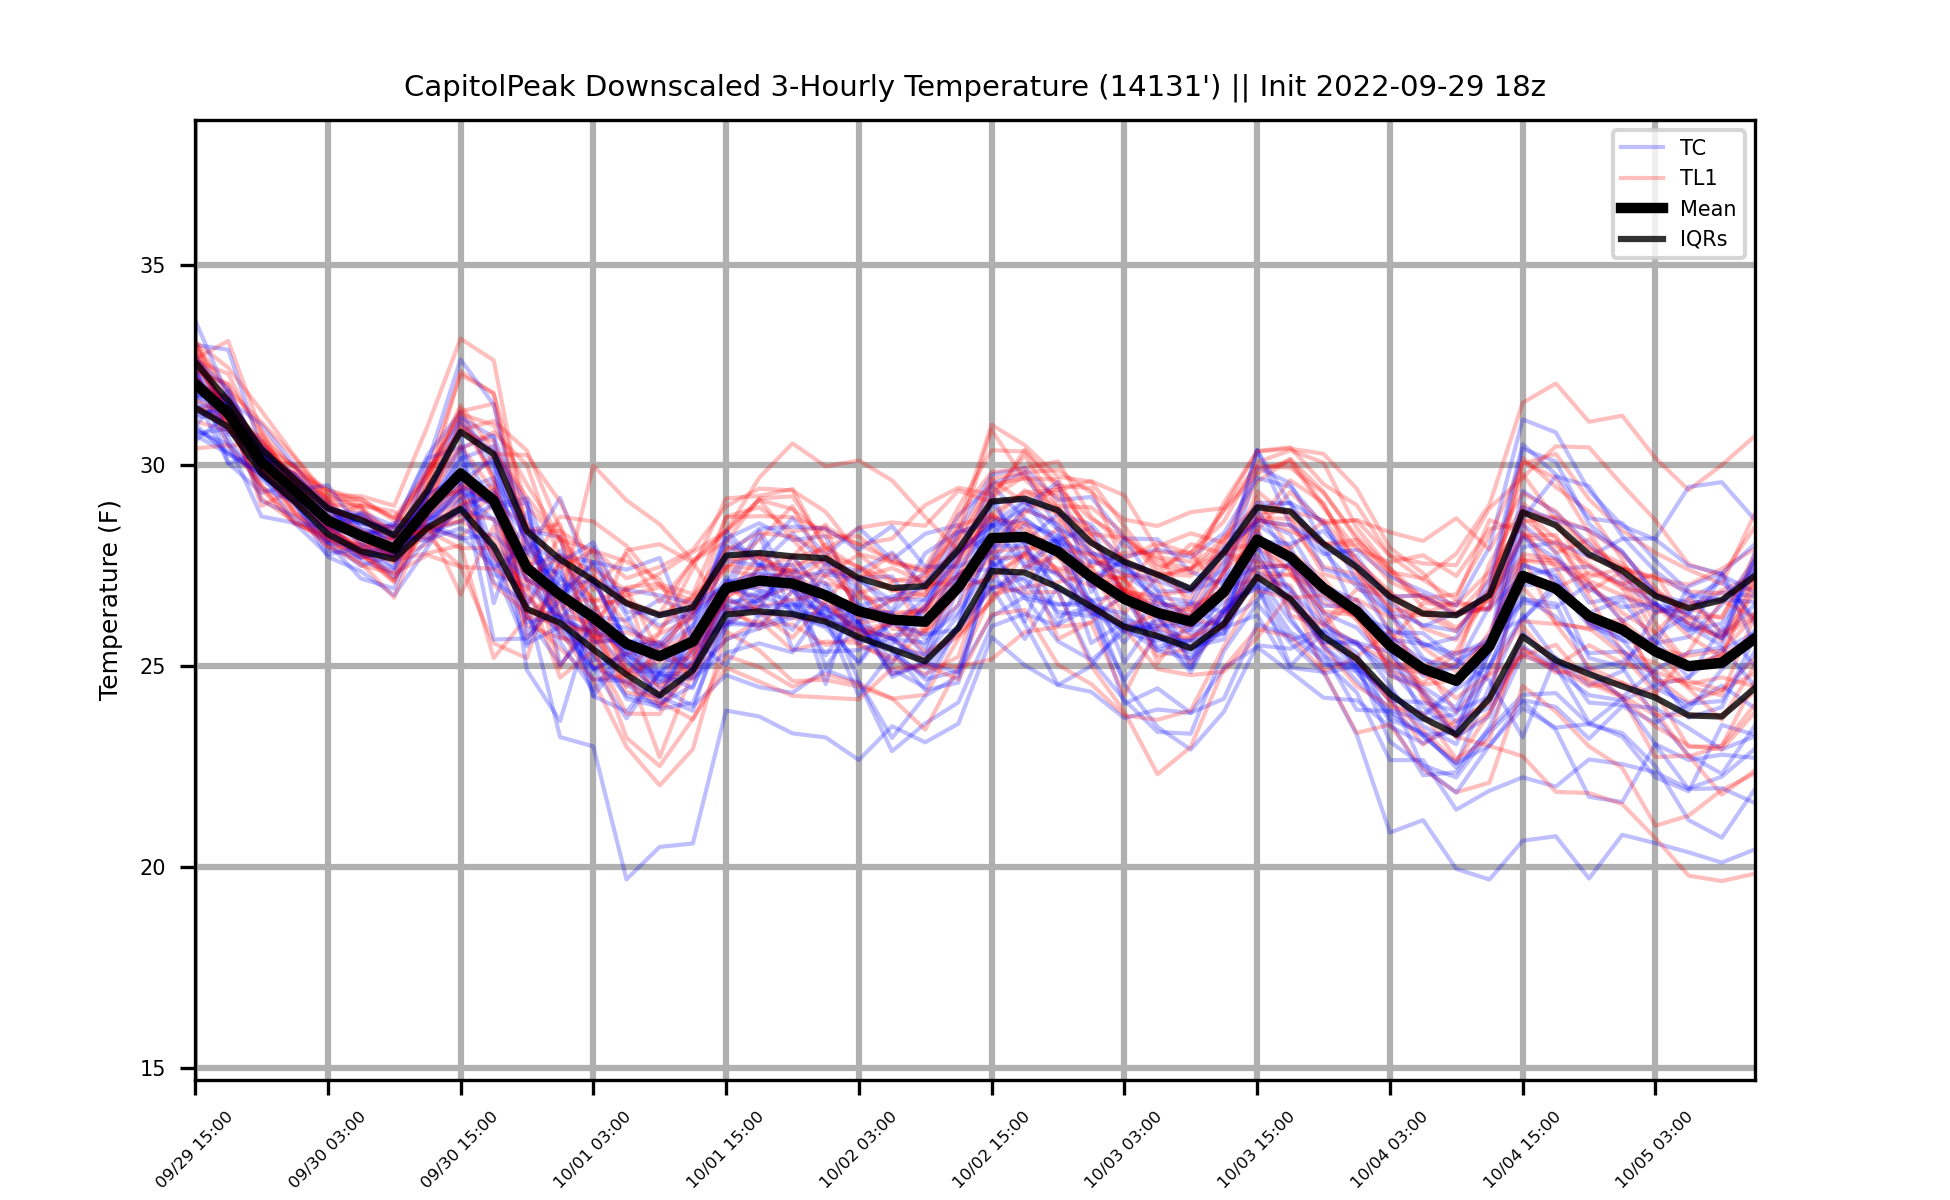 CapitolPeak Downscaled 3-Hourly Temperature (14131') || Init 2022-09-29 18z
TC
TL1
Mean
IQRs
Temperature (F)
35
30
25
20
15
09/29 15:00
09/30 03:00
09/30 15:00
10/01 03:00
10/01 15:00
10/02 03:00
10/02 15:00
10/03 03:00
10/03 15:00
10/04 03:00
10/04 15:00
10/05 03:00